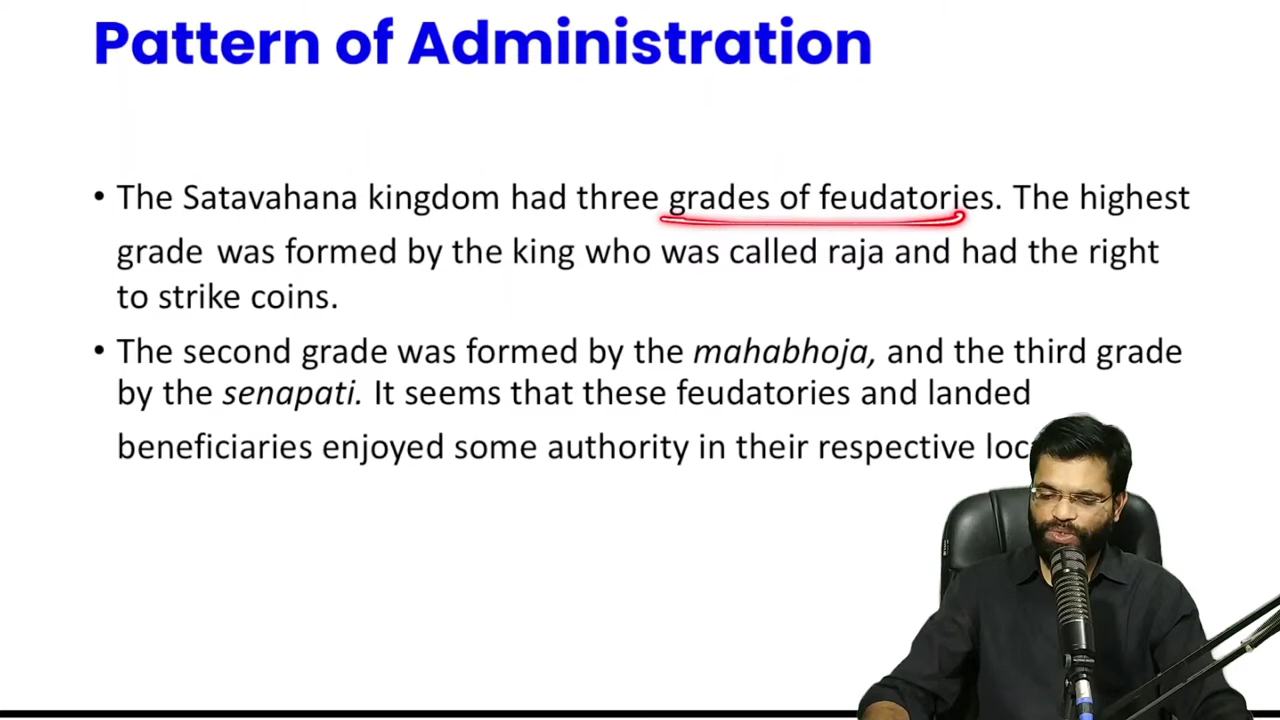 Pattern of Administration
• The Satavahana kingdom had three grades of feudatories. The highest
grade was formed by the king who was called raja and had the right
to strike coins.
• The second grade was formed by the mahabhoja, and the third grade
by the senapati. It seems that these feudatories and landed
beneficiaries enjoyed some authority in their respective